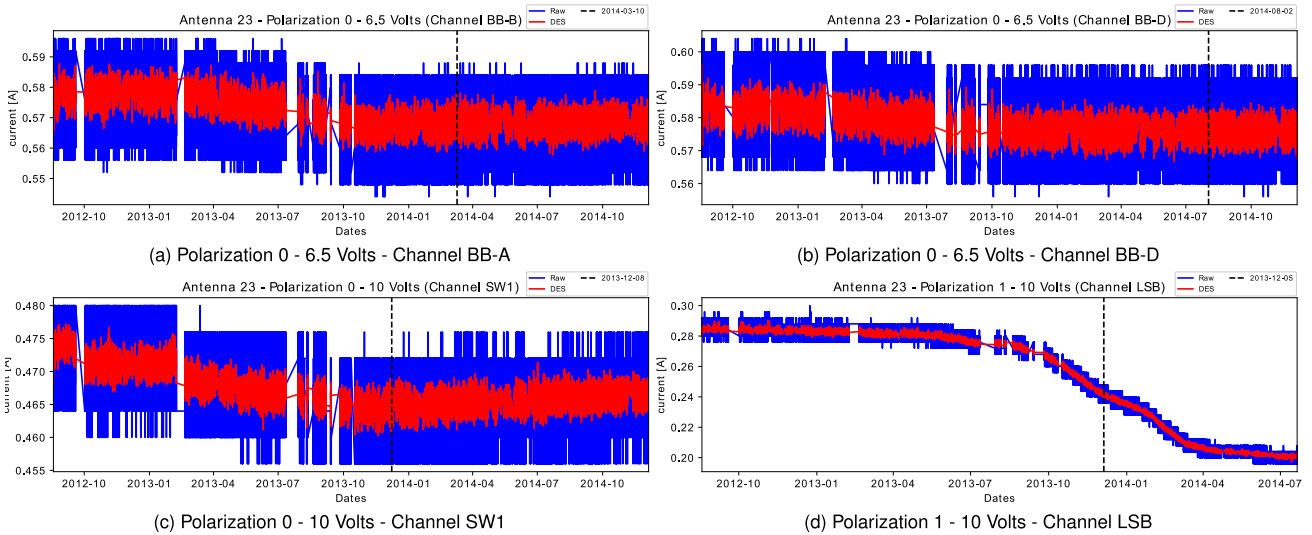 Antenna 23 - Polarization 0 - 6.5 Volts (Channel BB-B)
Raw
DES
2014-03-10
current [A]
0.59
0.58
0.57
0.56
0.55
2012-10 2013-01 2013-04 2013-07 2013-10 2014-01 2014-04 2014-07 2014-10
Dates
(a) Polarization 0 - 6.5 Volts - Channel BB-A
Antenna 23 - Polarization 0 - 6.5 Volts (Channel BB-D)
Raw
DES
2014-08-02
current [A]
0.60
0.59
0.58
0.57
0.56
2012-10 2013-01 2013-04 2013-07 2013-10 2014-01 2014-04 2014-07 2014-10
Dates
(b) Polarization 0 - 6.5 Volts - Channel BB-D
Antenna 23 - Polarization 0 - 10 Volts (Channel SW1)
Raw
DES
2013-12-08
current [A]
0.480
0.475
0.470
0.465
0.460
0.455
2012-10 2013-01 2013-04 2013-07 2013-10 2014-01 2014-04 2014-07 2014-10
Dates
(c) Polarization 0 - 10 Volts - Channel SW1
Antenna 23 - Polarization 1 - 10 Volts (Channel LSB)
Raw
DES
2013-12-05
current [A]
0.30
0.28
0.26
0.24
0.22
0.20
2012-10 2013-01 2013-04 2013-07 2013-10 2014-01 2014-04 2014-07
Dates
(d) Polarization 1 - 10 Volts - Channel LSB